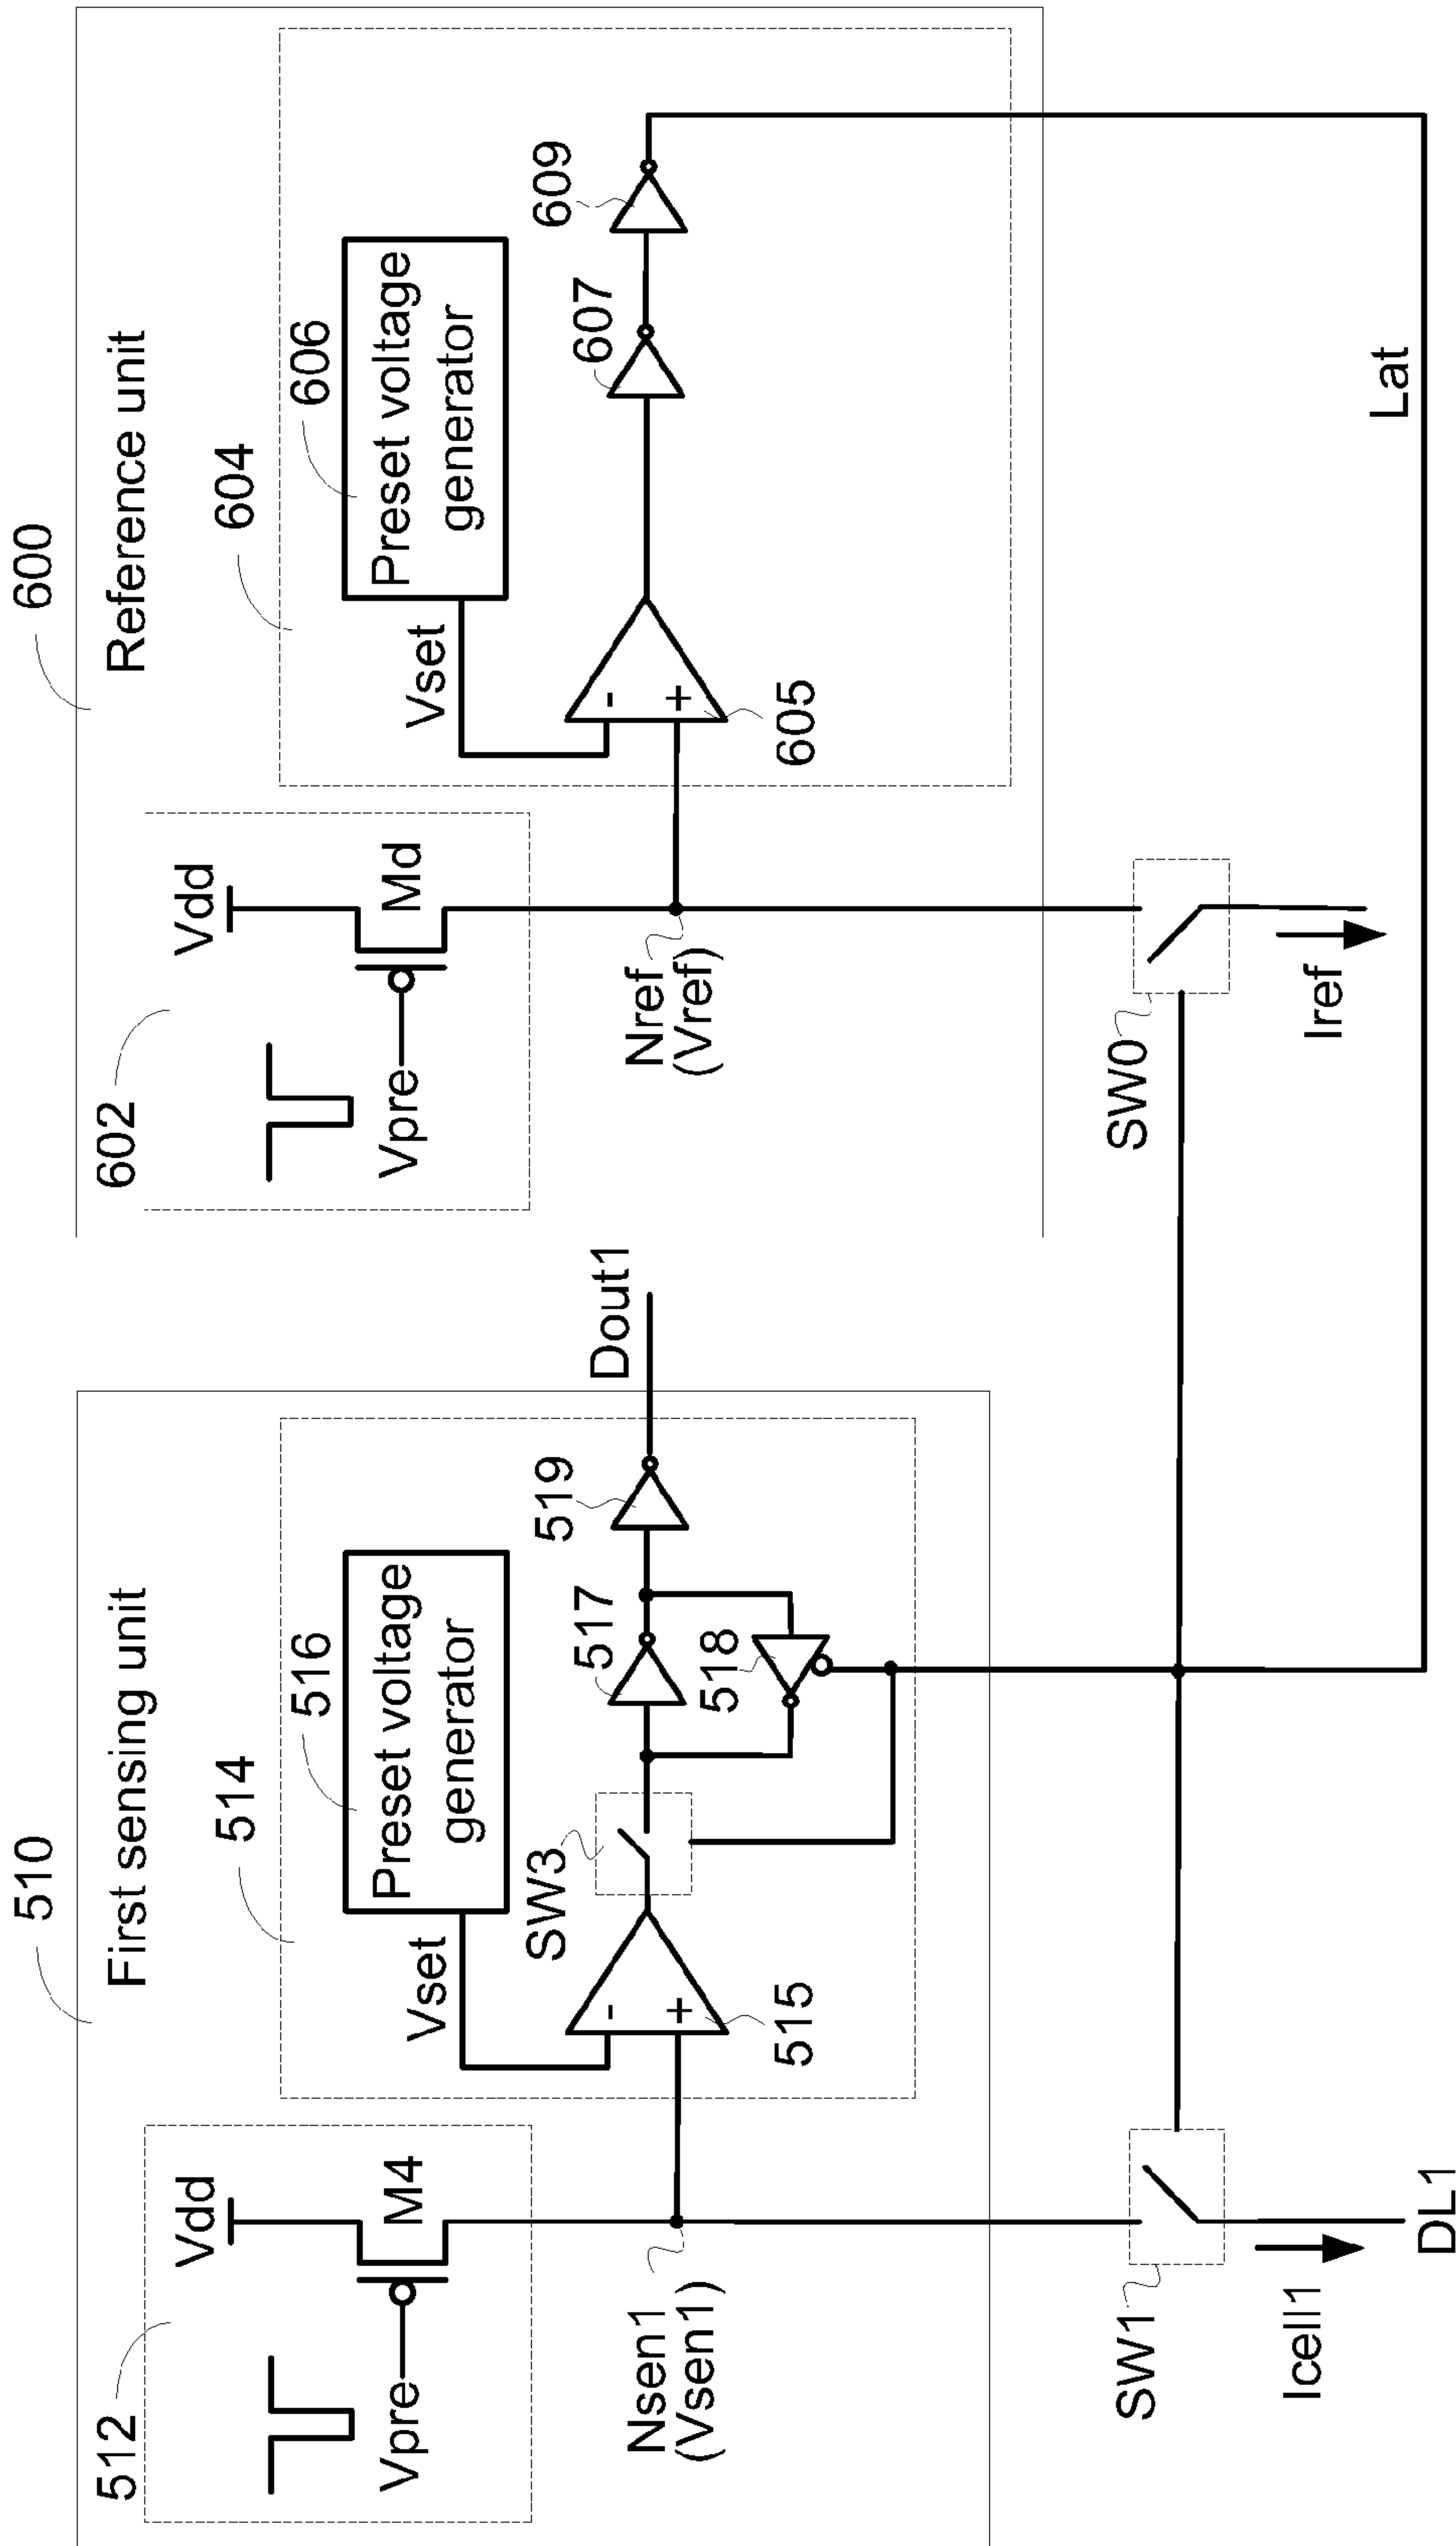 510
First sensing unit
512
Vdd
M4
Vpre
514
516
Preset voltage
generator
Vset
515
SW3
517
518
519
Dout1
-
+
Nsen1
(Vsen1)
SW1
Icell1
DL1
600
Reference unit
602
Vdd
Md
Vpre
604
606
Preset voltage
generator
Vset
605
607
609
-
+
Nref
(Vref)
SW0
Iref
Lat